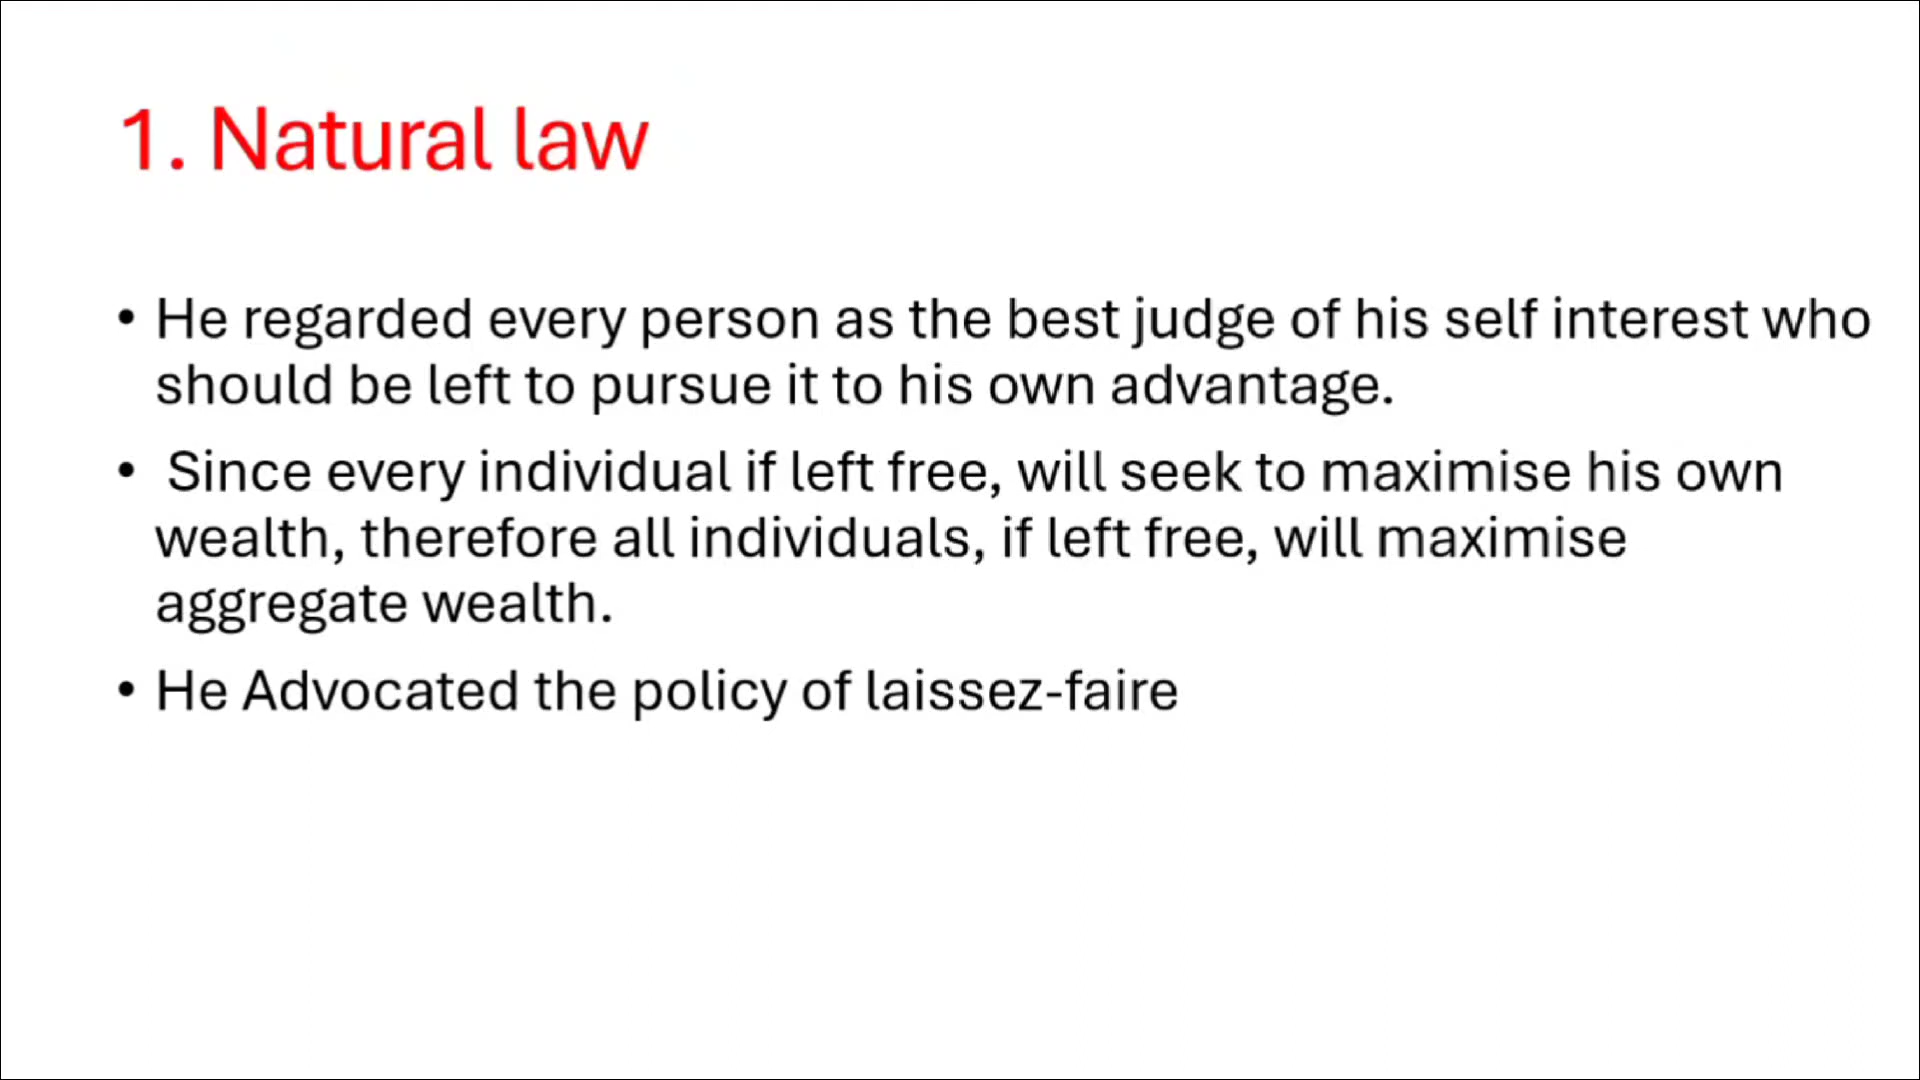 1. Natural law
• He regarded every person as the best judge of his self interest who
should be left to pursue it to his own advantage.
• Since every individual if left free, will seek to maximise his own
wealth, therefore all individuals, if left free, will maximise
aggregate wealth.
• He Advocated the policy of laissez-faire